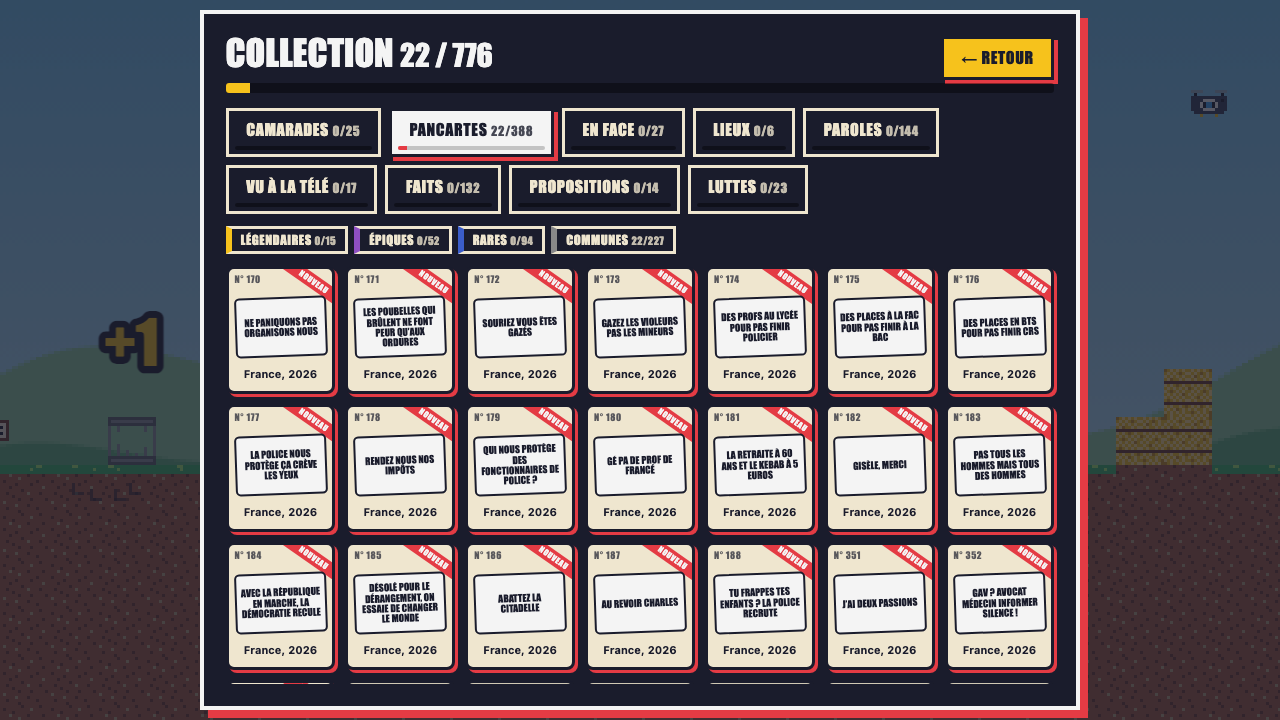 COLLECTION 22 / 776
← RETOUR
CAMARADES 0/25
PANCARTES 22/388
EN FACE 0/27
LIEUX 0/6
PAROLES 0/144
VU À LA TÉLÉ 0/17
FAITS 0/132
PROPOSITIONS 0/14
LUTTES 0/23
LÉGENDAIRES 0/15
ÉPIQUES 0/52
RARES 0/94
COMMUNES 22/227
+1
N° 170
NOUVEAU
NE PANIQUONS PAS
ORGANISONS NOUS
France, 2026
N° 171
NOUVEAU
LES POUBELLES QUI
BRÛLENT NE FONT
PEUR QU'AUX
ORDURES
France, 2026
N° 172
NOUVEAU
SOURIEZ VOUS ÊTES
GAZÉS
France, 2026
N° 173
NOUVEAU
GAZEZ LES VIOLEURS
PAS LES MINEURS
France, 2026
N° 174
NOUVEAU
DES PROFS AU LYCÉE
POUR PAS FINIR
POLICIER
France, 2026
N° 175
NOUVEAU
DES PLACES À LA FAC
POUR PAS FINIR À LA
BAC
France, 2026
N° 176
NOUVEAU
DES PLACES EN BTS
POUR PAS FINIR CRS
France, 2026
N° 177
NOUVEAU
LA POLICE NOUS
PROTÈGE ÇA CRÈVE
LES YEUX
France, 2026
N° 178
NOUVEAU
RENDEZ NOUS NOS
IMPÔTS
France, 2026
N° 179
NOUVEAU
QUI NOUS PROTÈGE
DES
FONCTIONNAIRES DE
POLICE ?
France, 2026
N° 180
NOUVEAU
GÉ PA DE PROF DE
FRANCÉ
France, 2026
N° 181
NOUVEAU
LA RETRAITE À 60
ANS ET LE KEBAB À 5
EUROS
France, 2026
N° 182
NOUVEAU
GISÈLE, MERCI
France, 2026
N° 183
NOUVEAU
PAS TOUS LES
HOMMES MAIS TOUS
DES HOMMES
France, 2026
N° 184
NOUVEAU
AVEC LA RÉPUBLIQUE
EN MARCHE, LA
DÉMOCRATIE RECULE
France, 2026
N° 185
NOUVEAU
DÉSOLÉ POUR LE
DÉRANGEMENT, ON
ESSAIE DE CHANGER
LE MONDE
France, 2026
N° 186
NOUVEAU
ABATTEZ LA
CITADELLE
France, 2026
N° 187
NOUVEAU
AU REVOIR CHARLES
France, 2026
N° 188
NOUVEAU
TU FRAPPES TES
ENFANTS ? LA POLICE
RECRUTE
France, 2026
N° 351
NOUVEAU
J'AI DEUX PASSIONS
France, 2026
N° 352
NOUVEAU
GAV ? AVOCAT
MÉDECIN INFORMER
SILENCE !
France, 2026